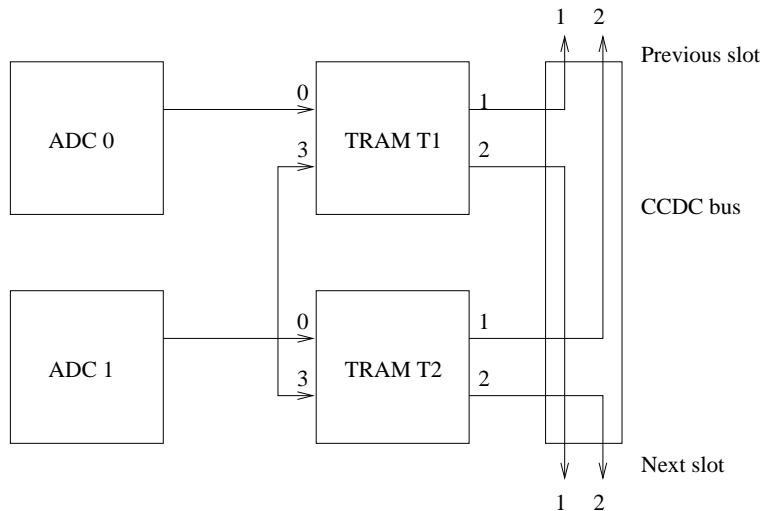 1 2
Previous slot
0 1
ADC 0 TRAM T1
3 2
CCDC bus
0 1
ADC 1 TRAM T2
3 2
Next slot
1 2